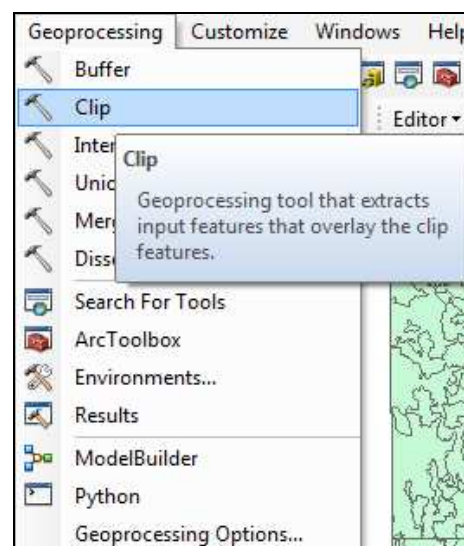 Geoprocessing Customize Windows Help
Buffer
Clip
Editor
Clip
Geoprocessing tool that extracts
input features that overlay the clip
features.
Search For Tools
ArcToolbox
Environments...
Results
ModelBuilder
Python
Geoprocessing Options...